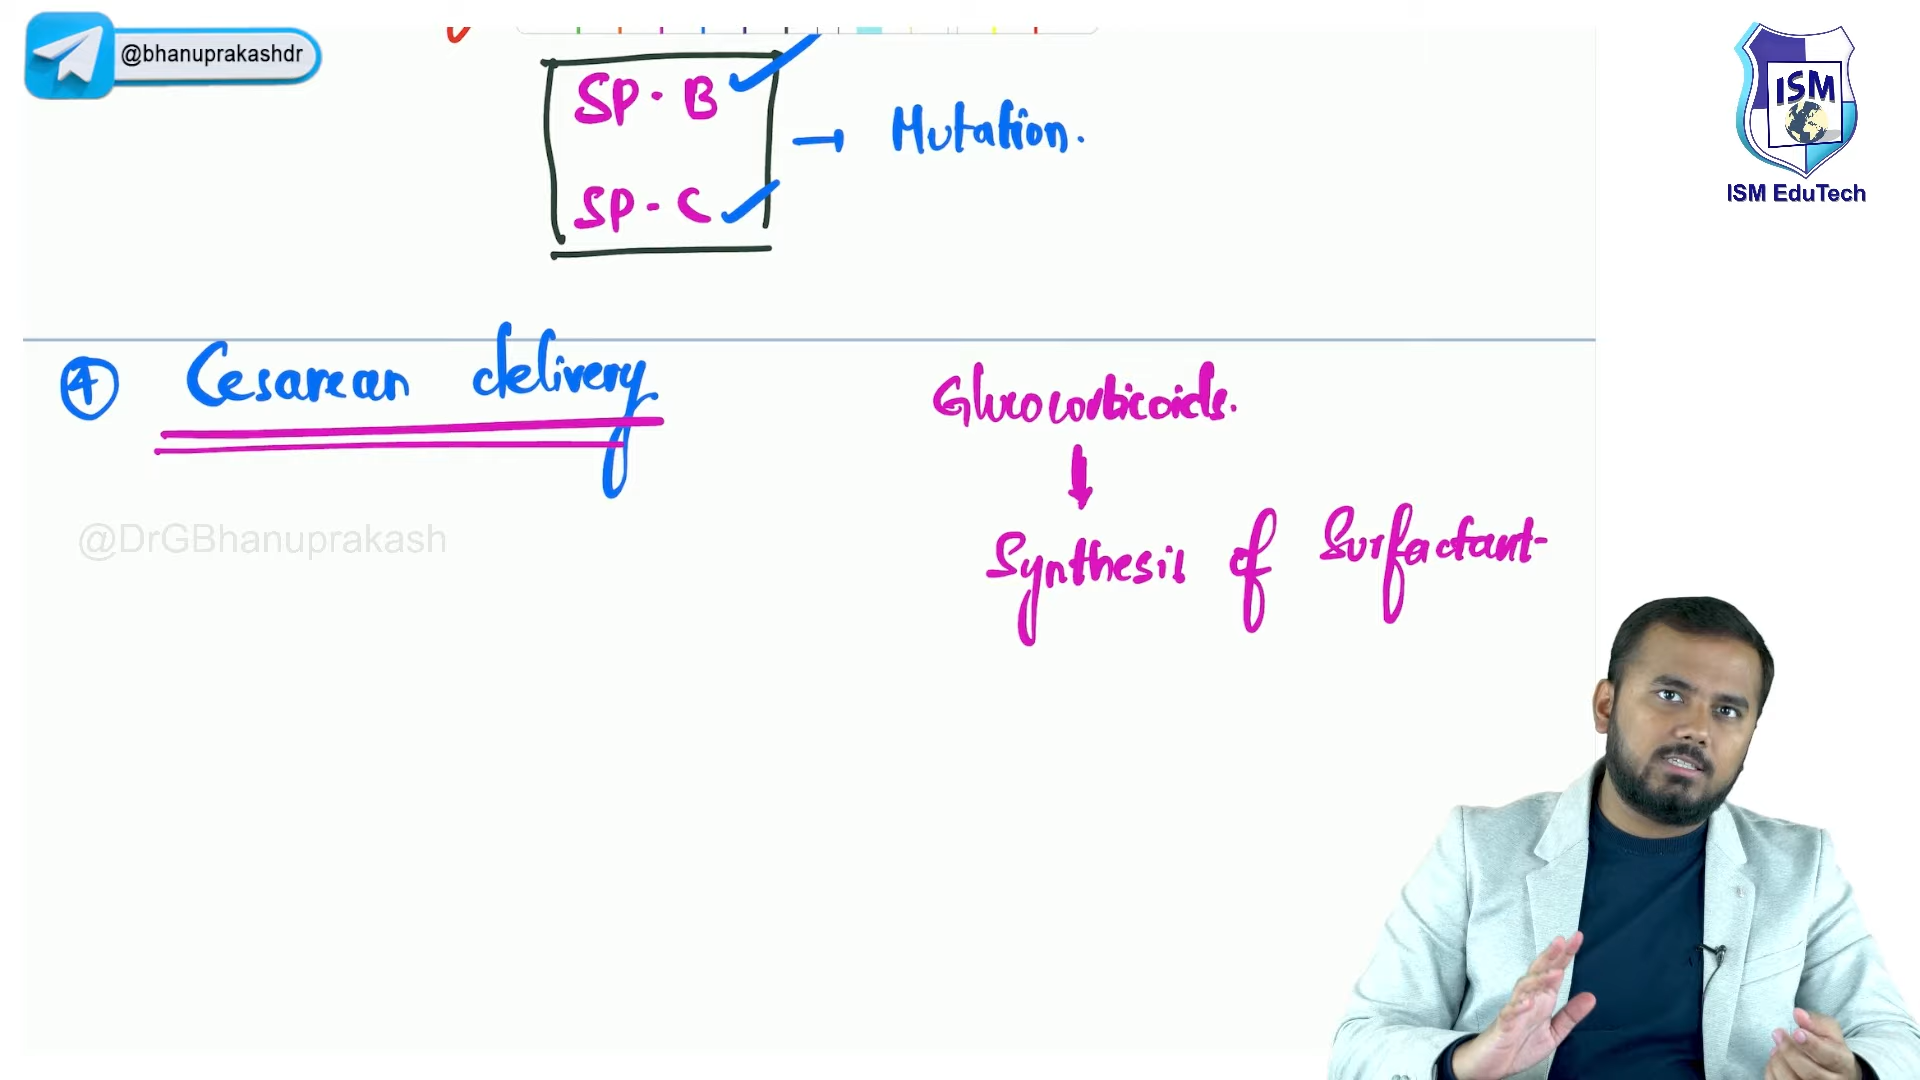 @bhanuprakashdr
SP - B
→ Mutation.
SP - C
ISM
ISM EduTech
4 Cesarean delivery
Glucocorticoids.
↓
Synthesis of Surfactant
@DrGBhanuprakash